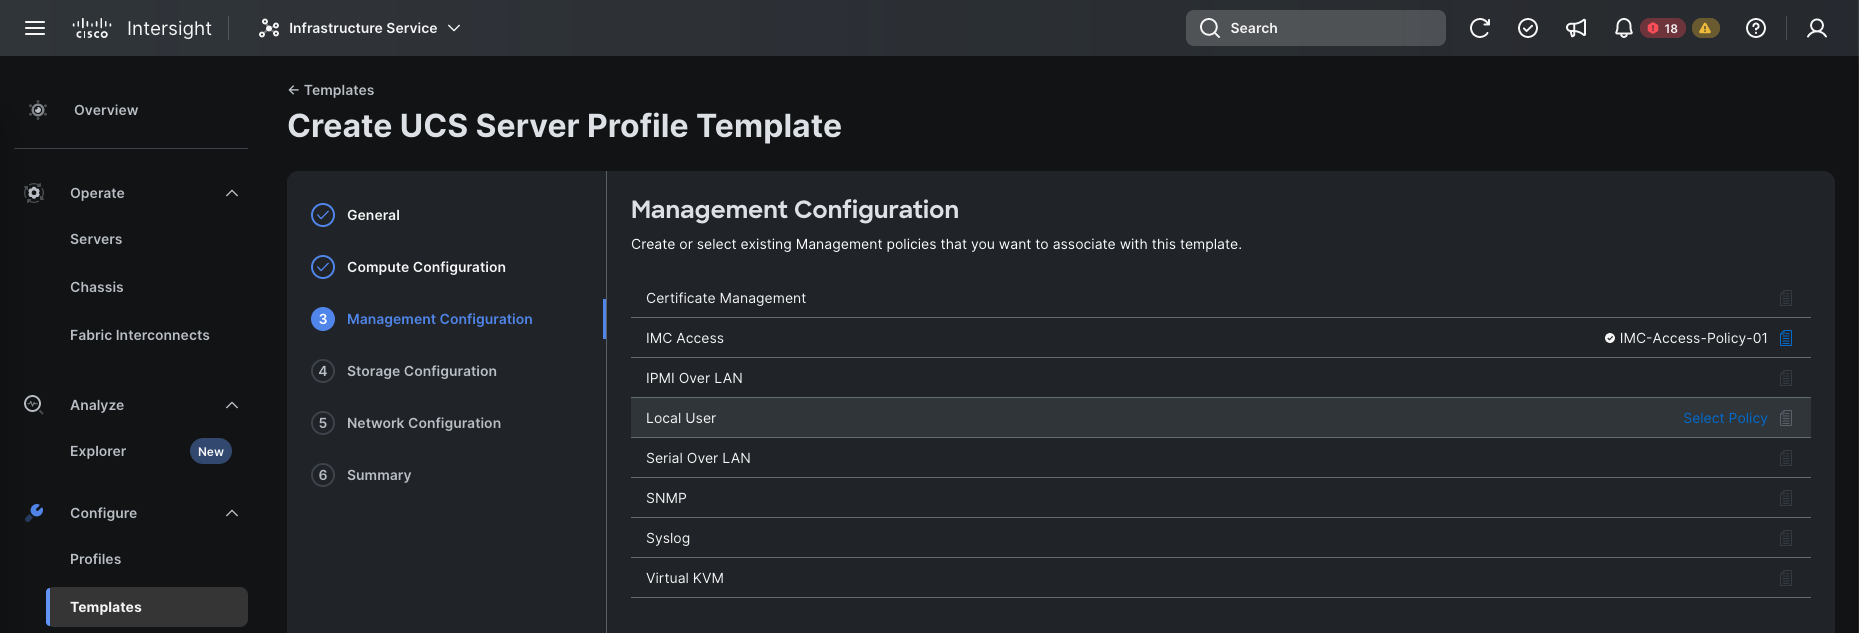 CISCO Intersight Infrastructure Service Search 18
Overview
Operate
Servers
Chassis
Fabric Interconnects
Analyze
Explorer New
Configure
Profiles
Templates
← Templates
Create UCS Server Profile Template
General
Compute Configuration
3 Management Configuration
4 Storage Configuration
5 Network Configuration
6 Summary
Management Configuration
Create or select existing Management policies that you want to associate with this template.
Certificate Management
IMC Access IMC-Access-Policy-01
IPMI Over LAN
Local User Select Policy
Serial Over LAN
SNMP
Syslog
Virtual KVM